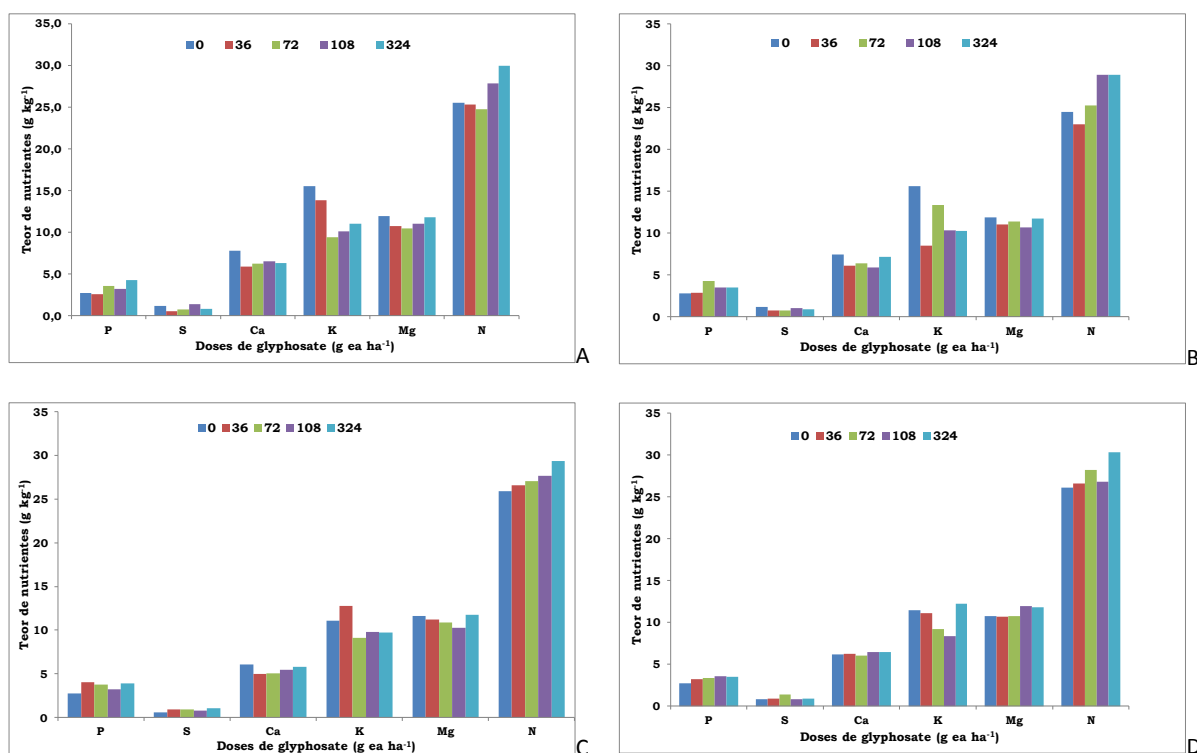 35,0
30,0
25,0
20,0
15,0
10,0
5,0
0,0
Teor de nutrientes (g kg⁻¹)
0 36 72 108 324
P S Ca K Mg N
Doses de glyphosate (g ea ha⁻¹)
A
35
30
25
20
15
10
5
0
Teor de nutrientes (g kg⁻¹)
0 36 72 108 324
P S Ca K Mg N
Doses de glyphosate (g ea ha⁻¹)
B
35
30
25
20
15
10
5
0
Teor de nutrientes (g kg⁻¹)
0 36 72 108 324
P S Ca K Mg N
Doses de glyphosate (g ea ha⁻¹)
C
35
30
25
20
15
10
5
0
Teor de nutrientes (g kg⁻¹)
0 36 72 108 324
P S Ca K Mg N
Doses de glyphosate (g ea ha⁻¹)
D